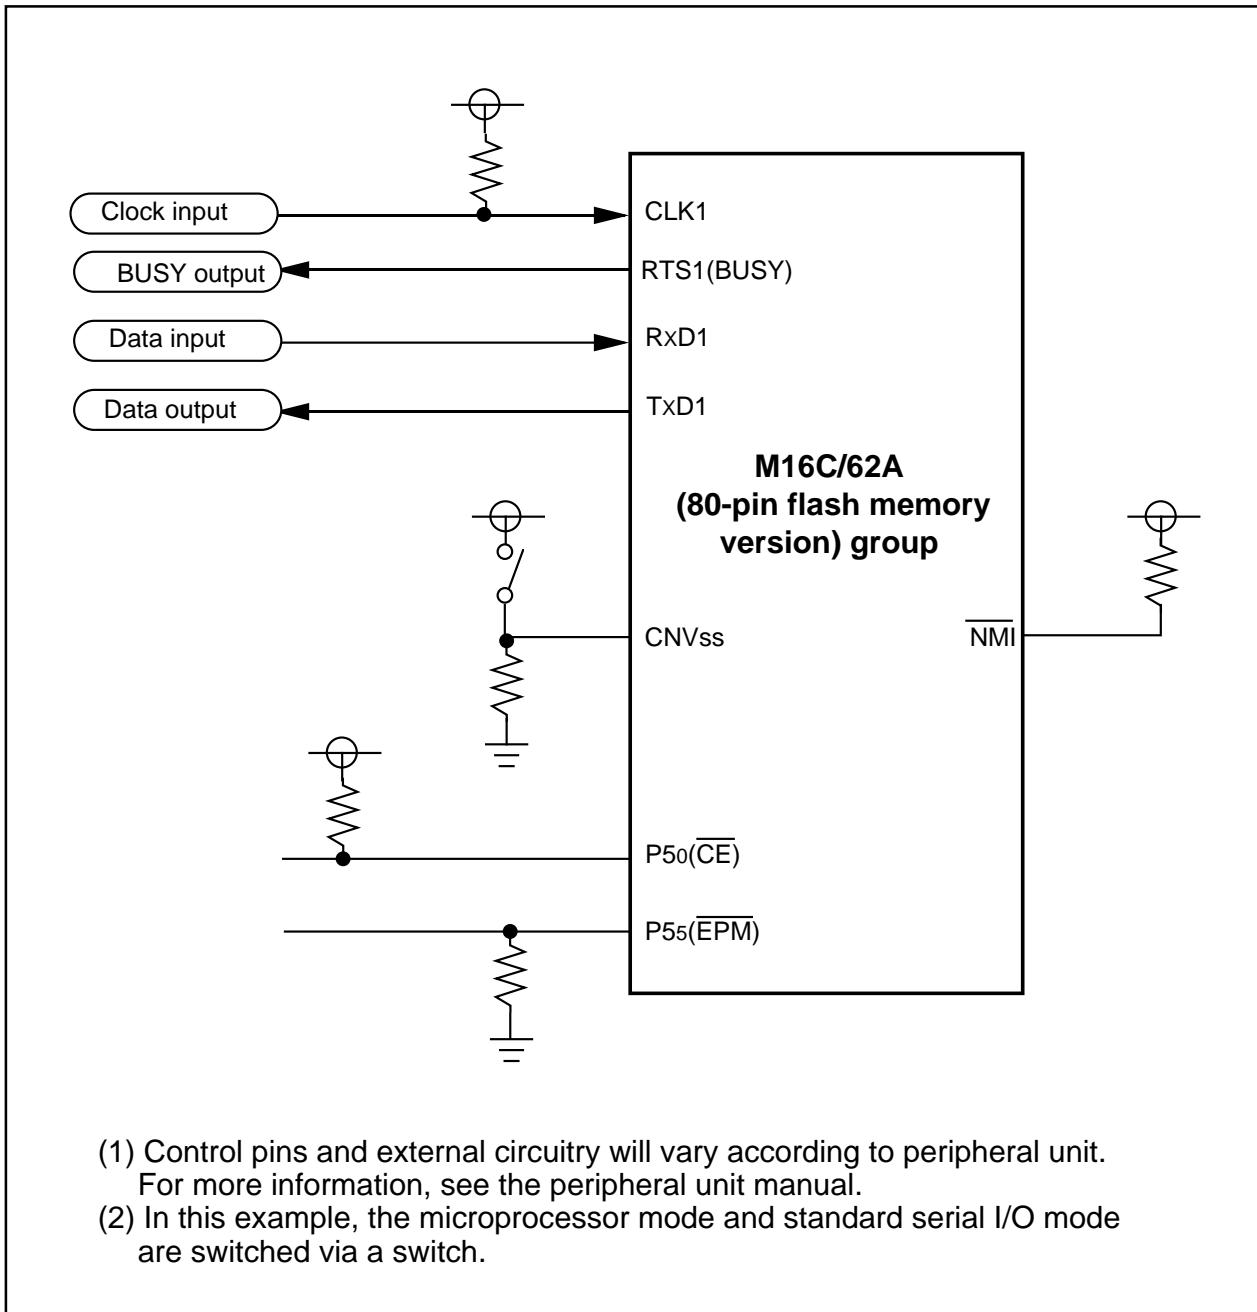 Clock input
CLK1
BUSY output
RTS1(BUSY)
Data input
RxD1
Data output
TxD1
M16C/62A
(80-pin flash memory
version) group
CNVss
NMI
P50(CE)
P55(EPM)
(1) Control pins and external circuitry will vary according to peripheral unit.
For more information, see the peripheral unit manual.
(2) In this example, the microprocessor mode and standard serial I/O mode
are switched via a switch.